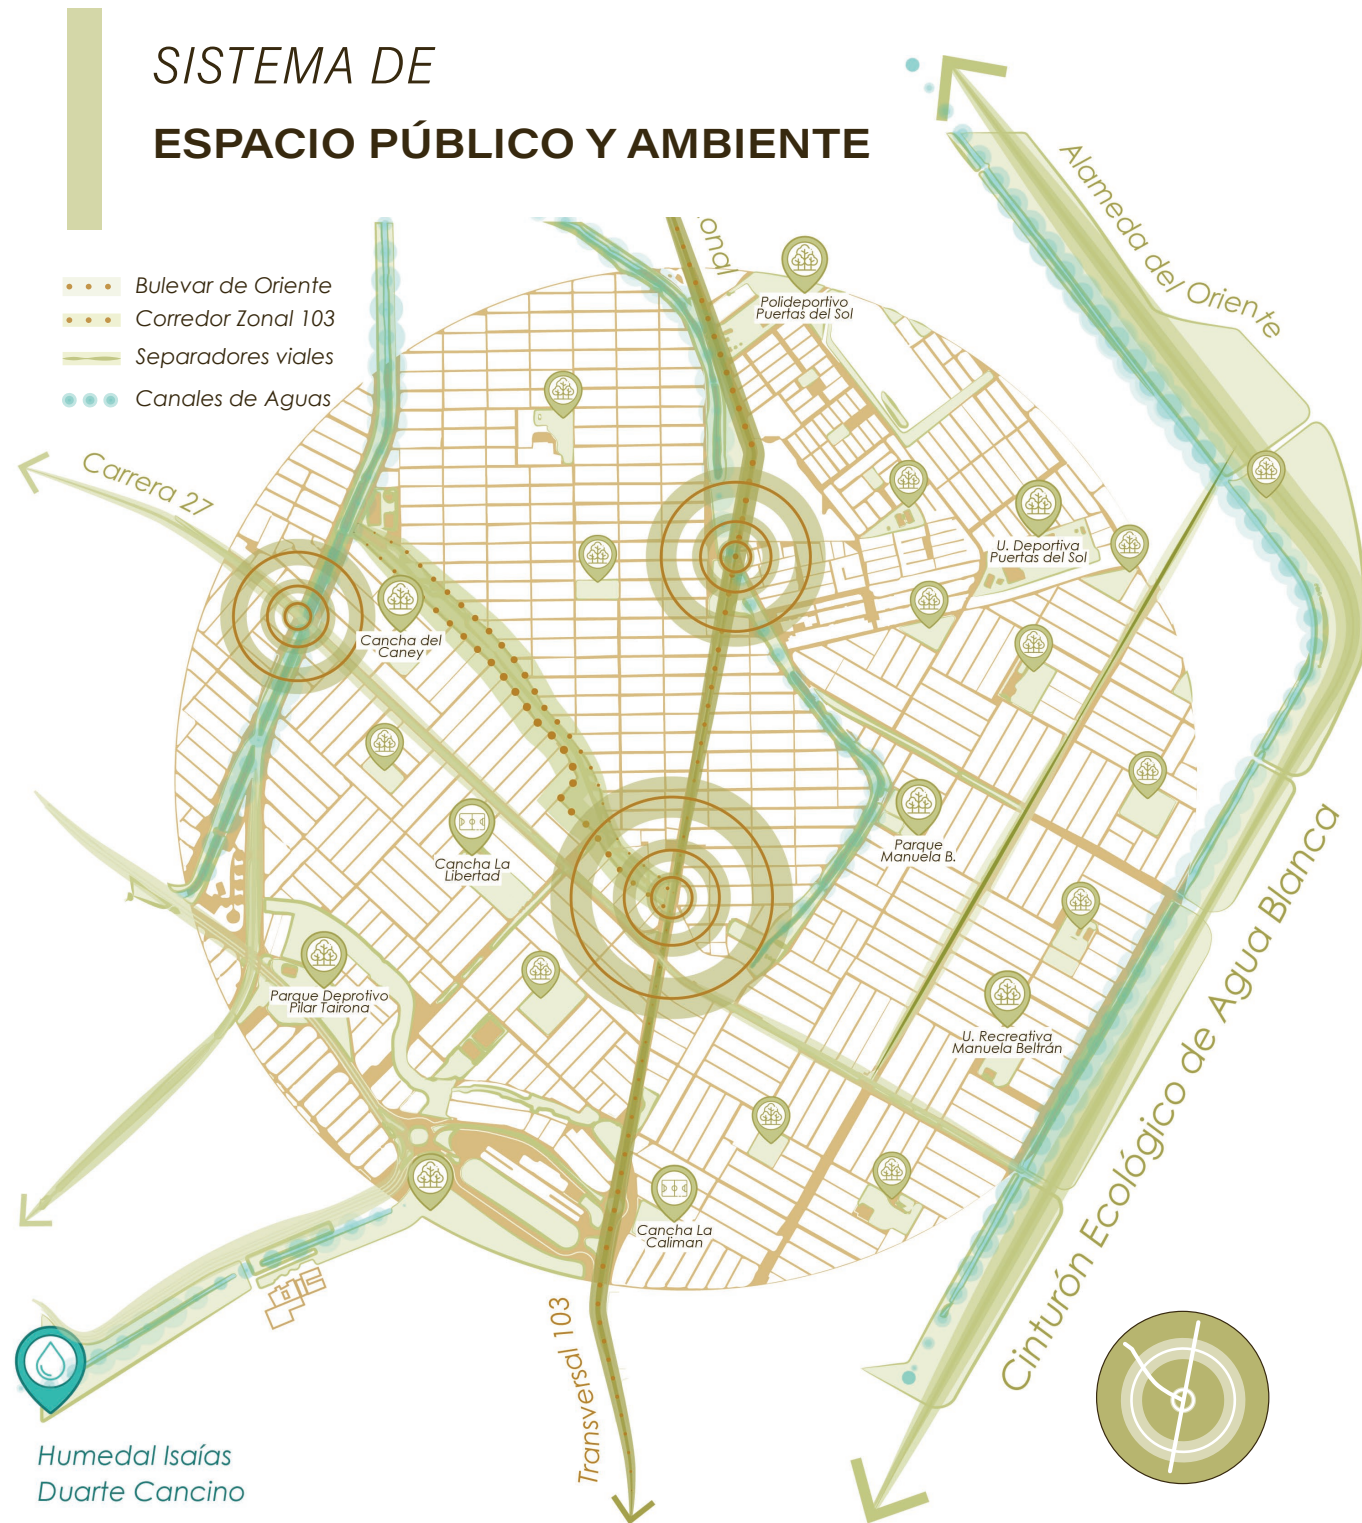 SISTEMA DE
ESPACIO PÚBLICO Y AMBIENTE
Bulevar de Oriente
Corredor Zonal 103
Separadores viales
Canales de Aguas
Carrera 27
onal
Polideportivo
Puertas del Sol
Alameda del Oriente
U. Deportiva
Puertas del Sol
Cancha del
Caney
Cancha La
Libertad
Parque
Manuela B.
Parque Deprotivo
Pilar Tairona
U. Recreativa
Manuela Beltrán
Cancha La
Caliman
Cinturón Ecológico de Agua Blanca
Transversal 103
Humedal Isaías
Duarte Cancino